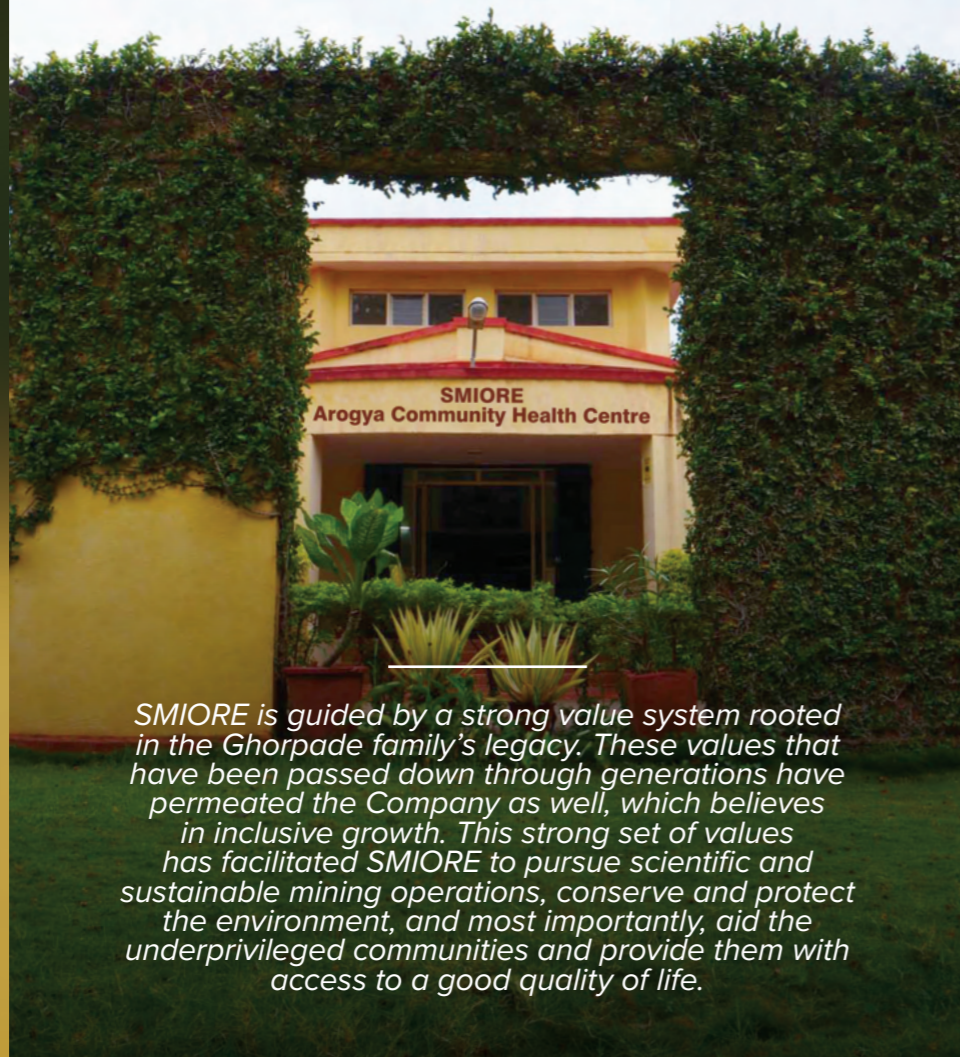 SMIORE
Arogya Community Health Centre
SMIORE is guided by a strong value system rooted
in the Ghorpade family’s legacy. These values that
have been passed down through generations have
permeated the Company as well, which believes
in inclusive growth. This strong set of values
has facilitated SMIORE to pursue scientific and
sustainable mining operations, conserve and protect
the environment, and most importantly, aid the
underprivileged communities and provide them with
access to a good quality of life.